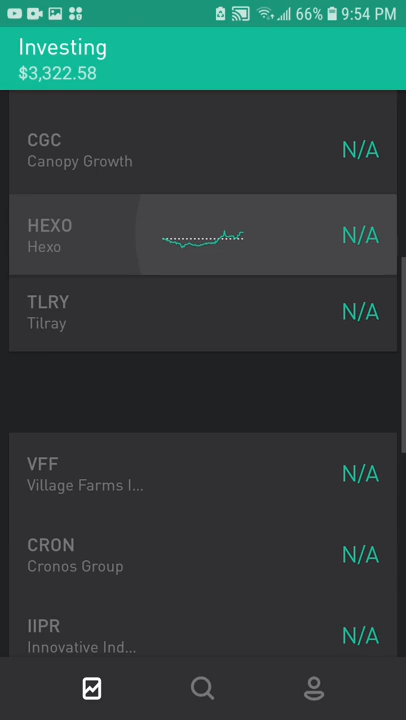 66% 9:54 PM
Investing
$3,322.58
CGC
Canopy Growth
N/A
HEXO
Hexo
N/A
TLRY
Tilray
N/A
VFF
Village Farms I...
N/A
CRON
Cronos Group
N/A
IIPR
Innovative Ind...
N/A